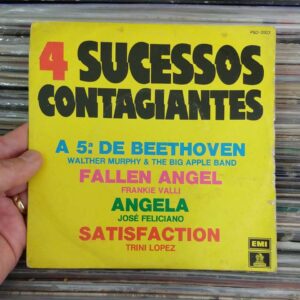 4 SUCESSOS
CONTAGIANTES
A 5ª DE BEETHOVEN
WALTHER MURPHY & THE BIG APPLE BAND
FALLEN ANGEL
FRANKIE VALLI
ANGELA
JOSÉ FELICIANO
SATISFACTION
TRINI LOPEZ
EMI